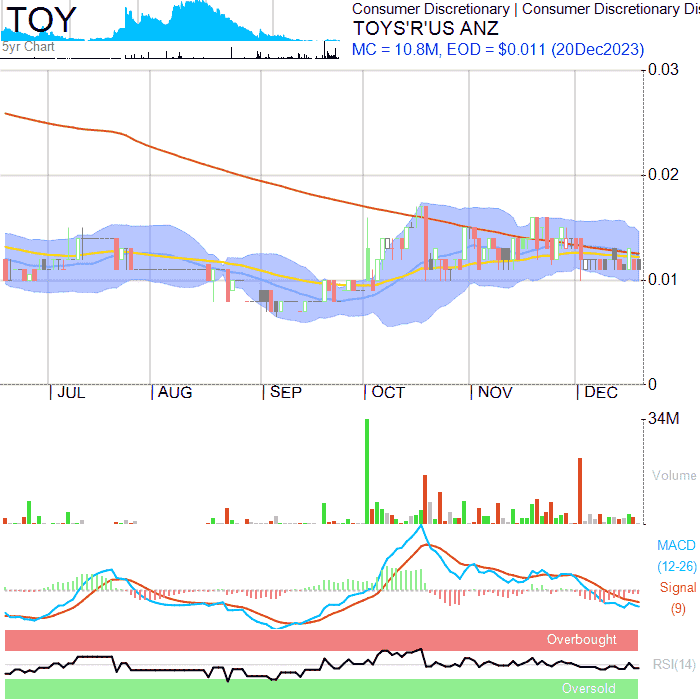 TOY
5yr Chart
Consumer Discretionary | Consumer Discretionary Dis
TOYS'R'US ANZ
MC = 10.8M, EOD = $0.011 (20Dec2023)
0.03
0.02
0.01
0
JUL AUG SEP OCT NOV DEC
34M
Volume
MACD
(12-26)
Signal
(9)
Overbought
RSI(14)
Oversold